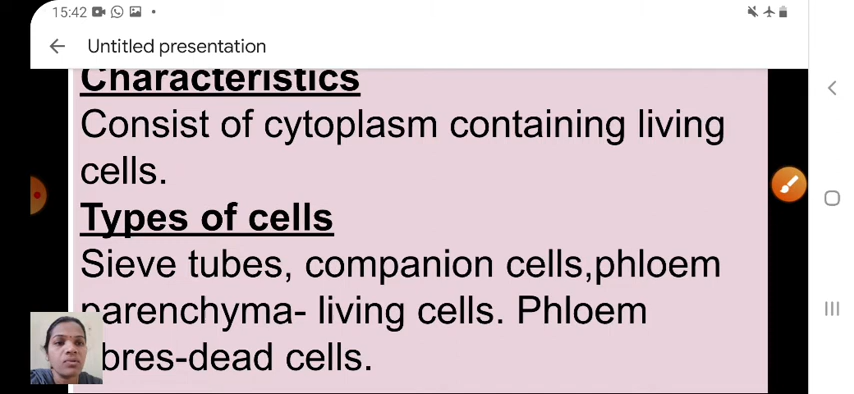 15:42
Untitled presentation
Characteristics
Consist of cytoplasm containing living
cells.
Types of cells
Sieve tubes, companion cells,phloem
parenchyma- living cells. Phloem
bres-dead cells.